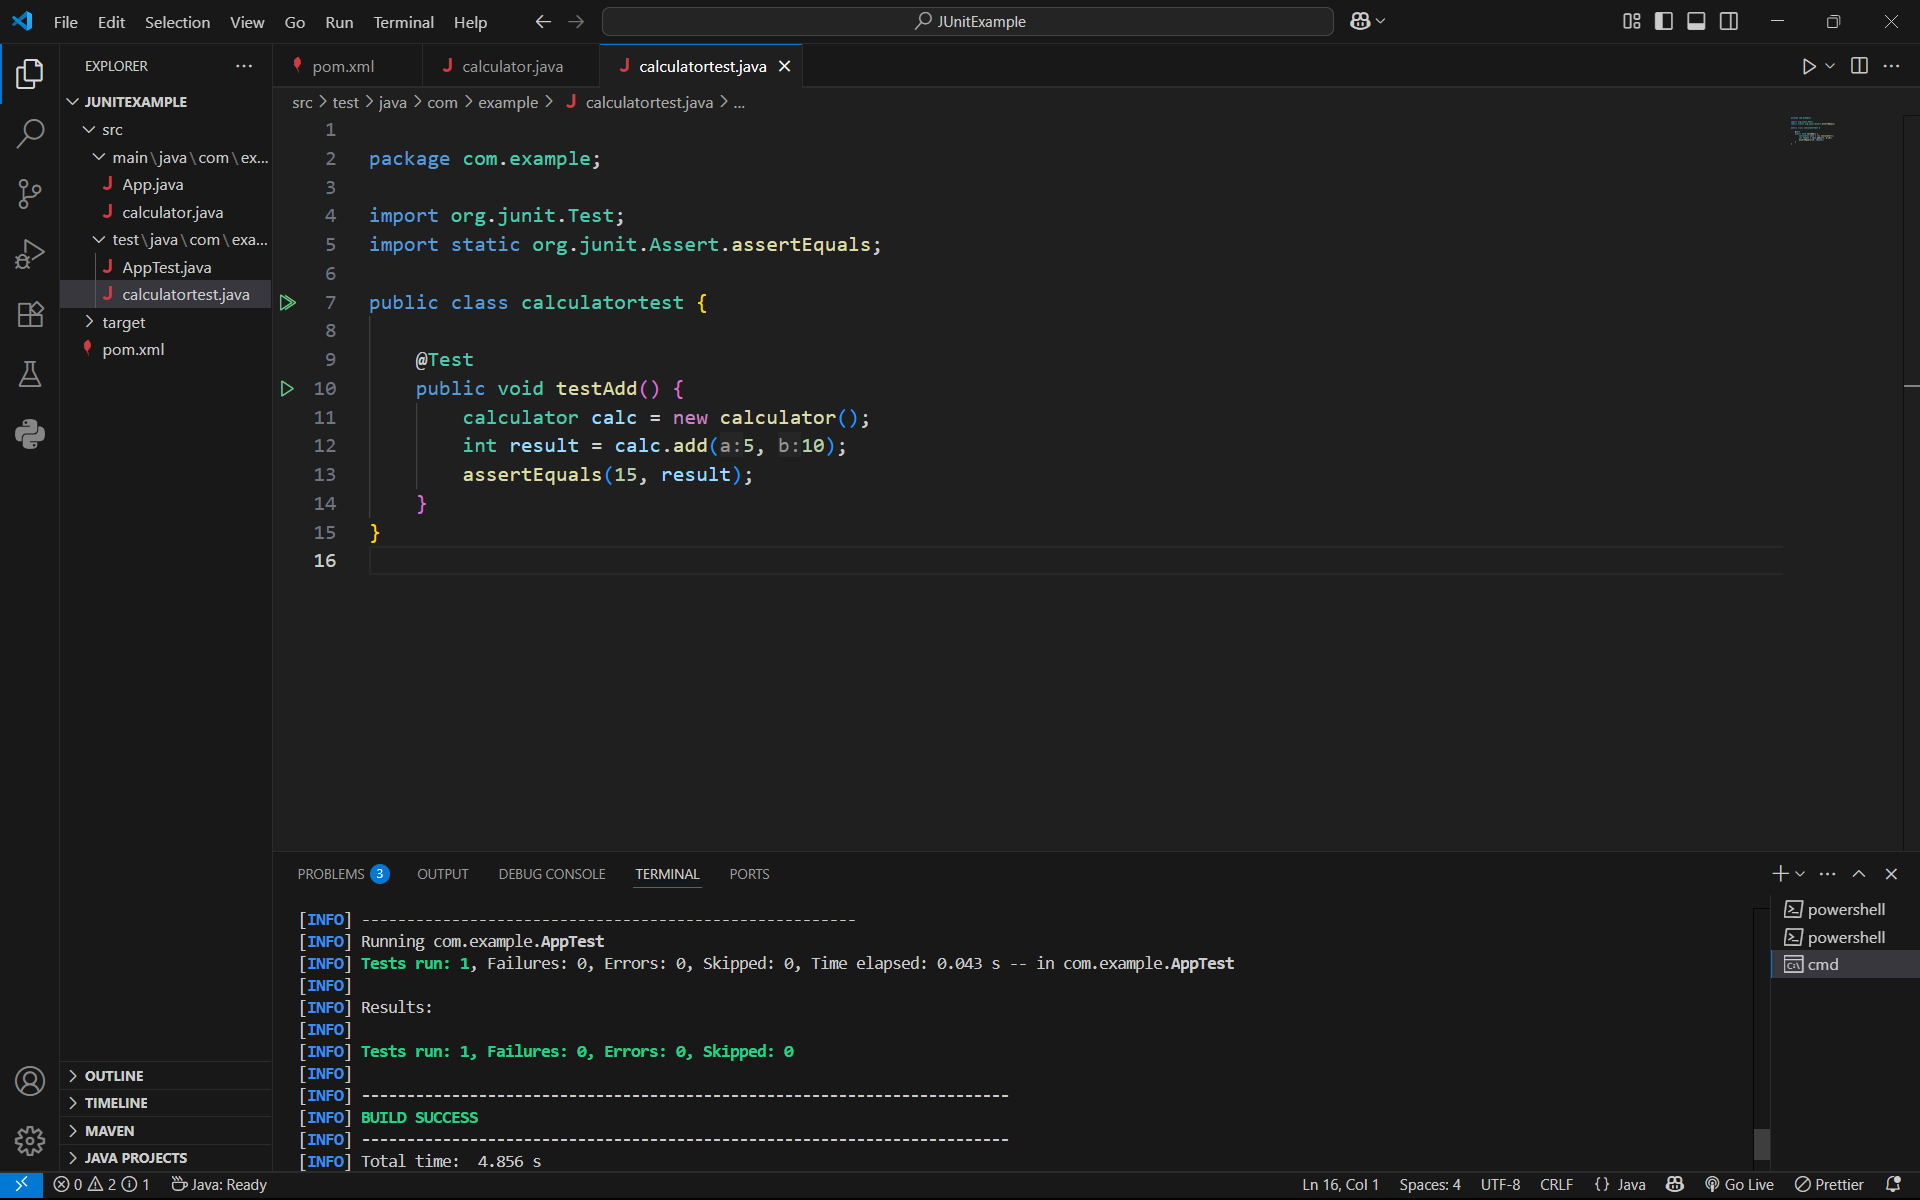 File Edit Selection View Go Run Terminal Help
JUnitExample
EXPLORER
JUNITEXAMPLE
src
main\java\com\ex...
App.java
calculator.java
test\java\com\exa...
AppTest.java
calculatortest.java
target
pom.xml
OUTLINE
TIMELINE
MAVEN
JAVA PROJECTS
pom.xml calculator.java calculatortest.java
src > test > java > com > example > calculatortest.java > ...
1
2 package com.example;
3
4 import org.junit.Test;
5 import static org.junit.Assert.assertEquals;
6
7 public class calculatortest {
8
9 @Test
10 public void testAdd() {
11 calculator calc = new calculator();
12 int result = calc.add(a:5, b:10);
13 assertEquals(15, result);
14 }
15 }
16
PROBLEMS 3 OUTPUT DEBUG CONSOLE TERMINAL PORTS
[INFO] -------------------------------------------------------
[INFO] Running com.example.AppTest
[INFO] Tests run: 1, Failures: 0, Errors: 0, Skipped: 0, Time elapsed: 0.043 s -- in com.example.AppTest
[INFO]
[INFO] Results:
[INFO]
[INFO] Tests run: 1, Failures: 0, Errors: 0, Skipped: 0
[INFO]
[INFO] ------------------------------------------------------------------------
[INFO] BUILD SUCCESS
[INFO] ------------------------------------------------------------------------
[INFO] Total time:  4.856 s
powershell
powershell
cmd
0 2 1 Java: Ready
Ln 16, Col 1 Spaces: 4 UTF-8 CRLF {} Java Go Live Prettier